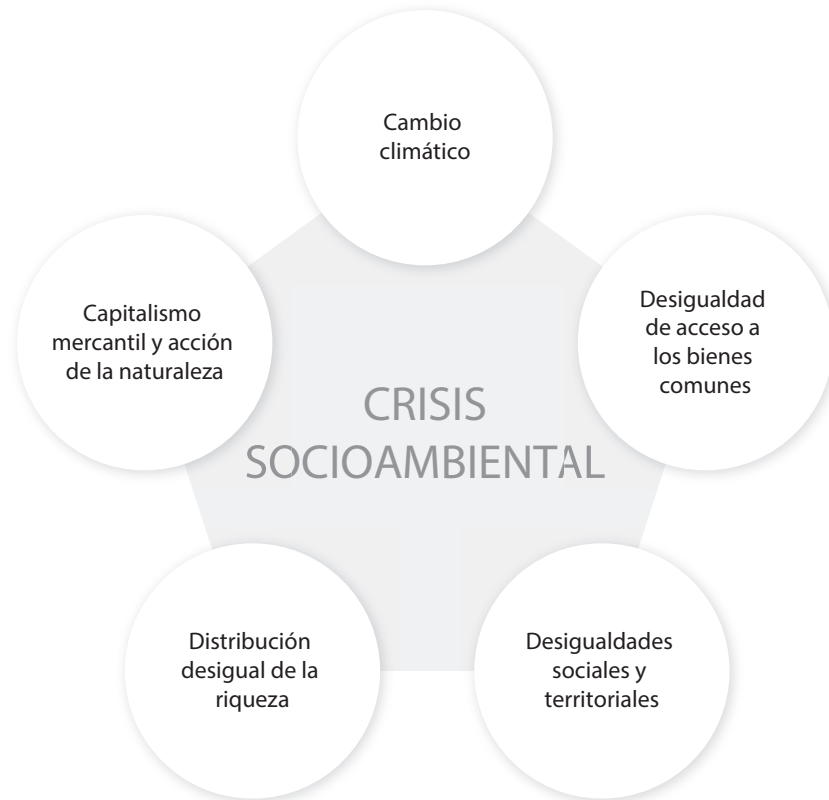 Cambio
climático
Capitalismo
mercantil y acción
de la naturaleza
Desigualdad
de acceso a
los bienes
comunes
CRISIS
SOCIOAMBIENTAL
Distribución
desigual de la
riqueza
Desigualdades
sociales y
territoriales